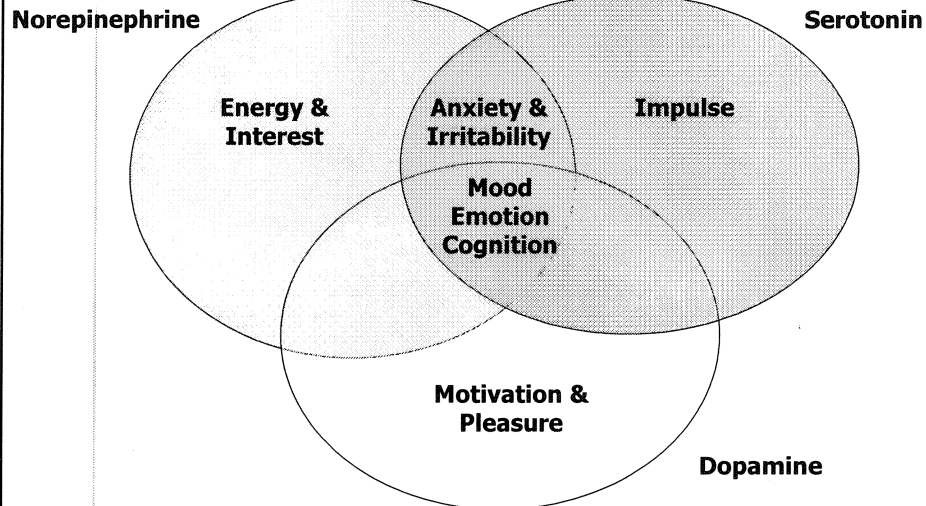 Norepinephrine
Serotonin
Energy &
Interest
Anxiety &
Irritability
Impulse
Mood
Emotion
Cognition
Motivation &
Pleasure
Dopamine